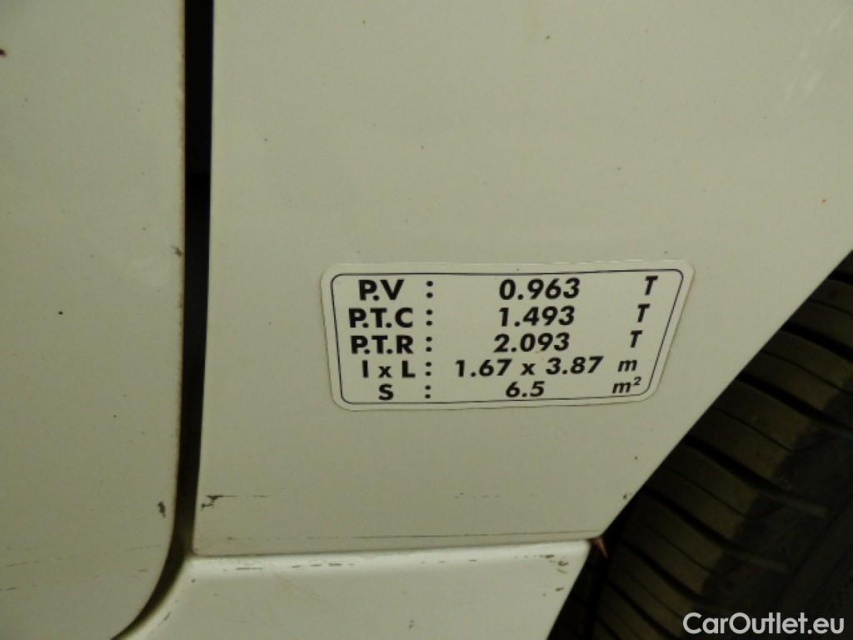 P.V : 0.963 T
P.T.C : 1.493 T
P.T.R : 2.093 T
l x L : 1.67 x 3.87 m
S : 6.5 m²
CarOutlet.eu